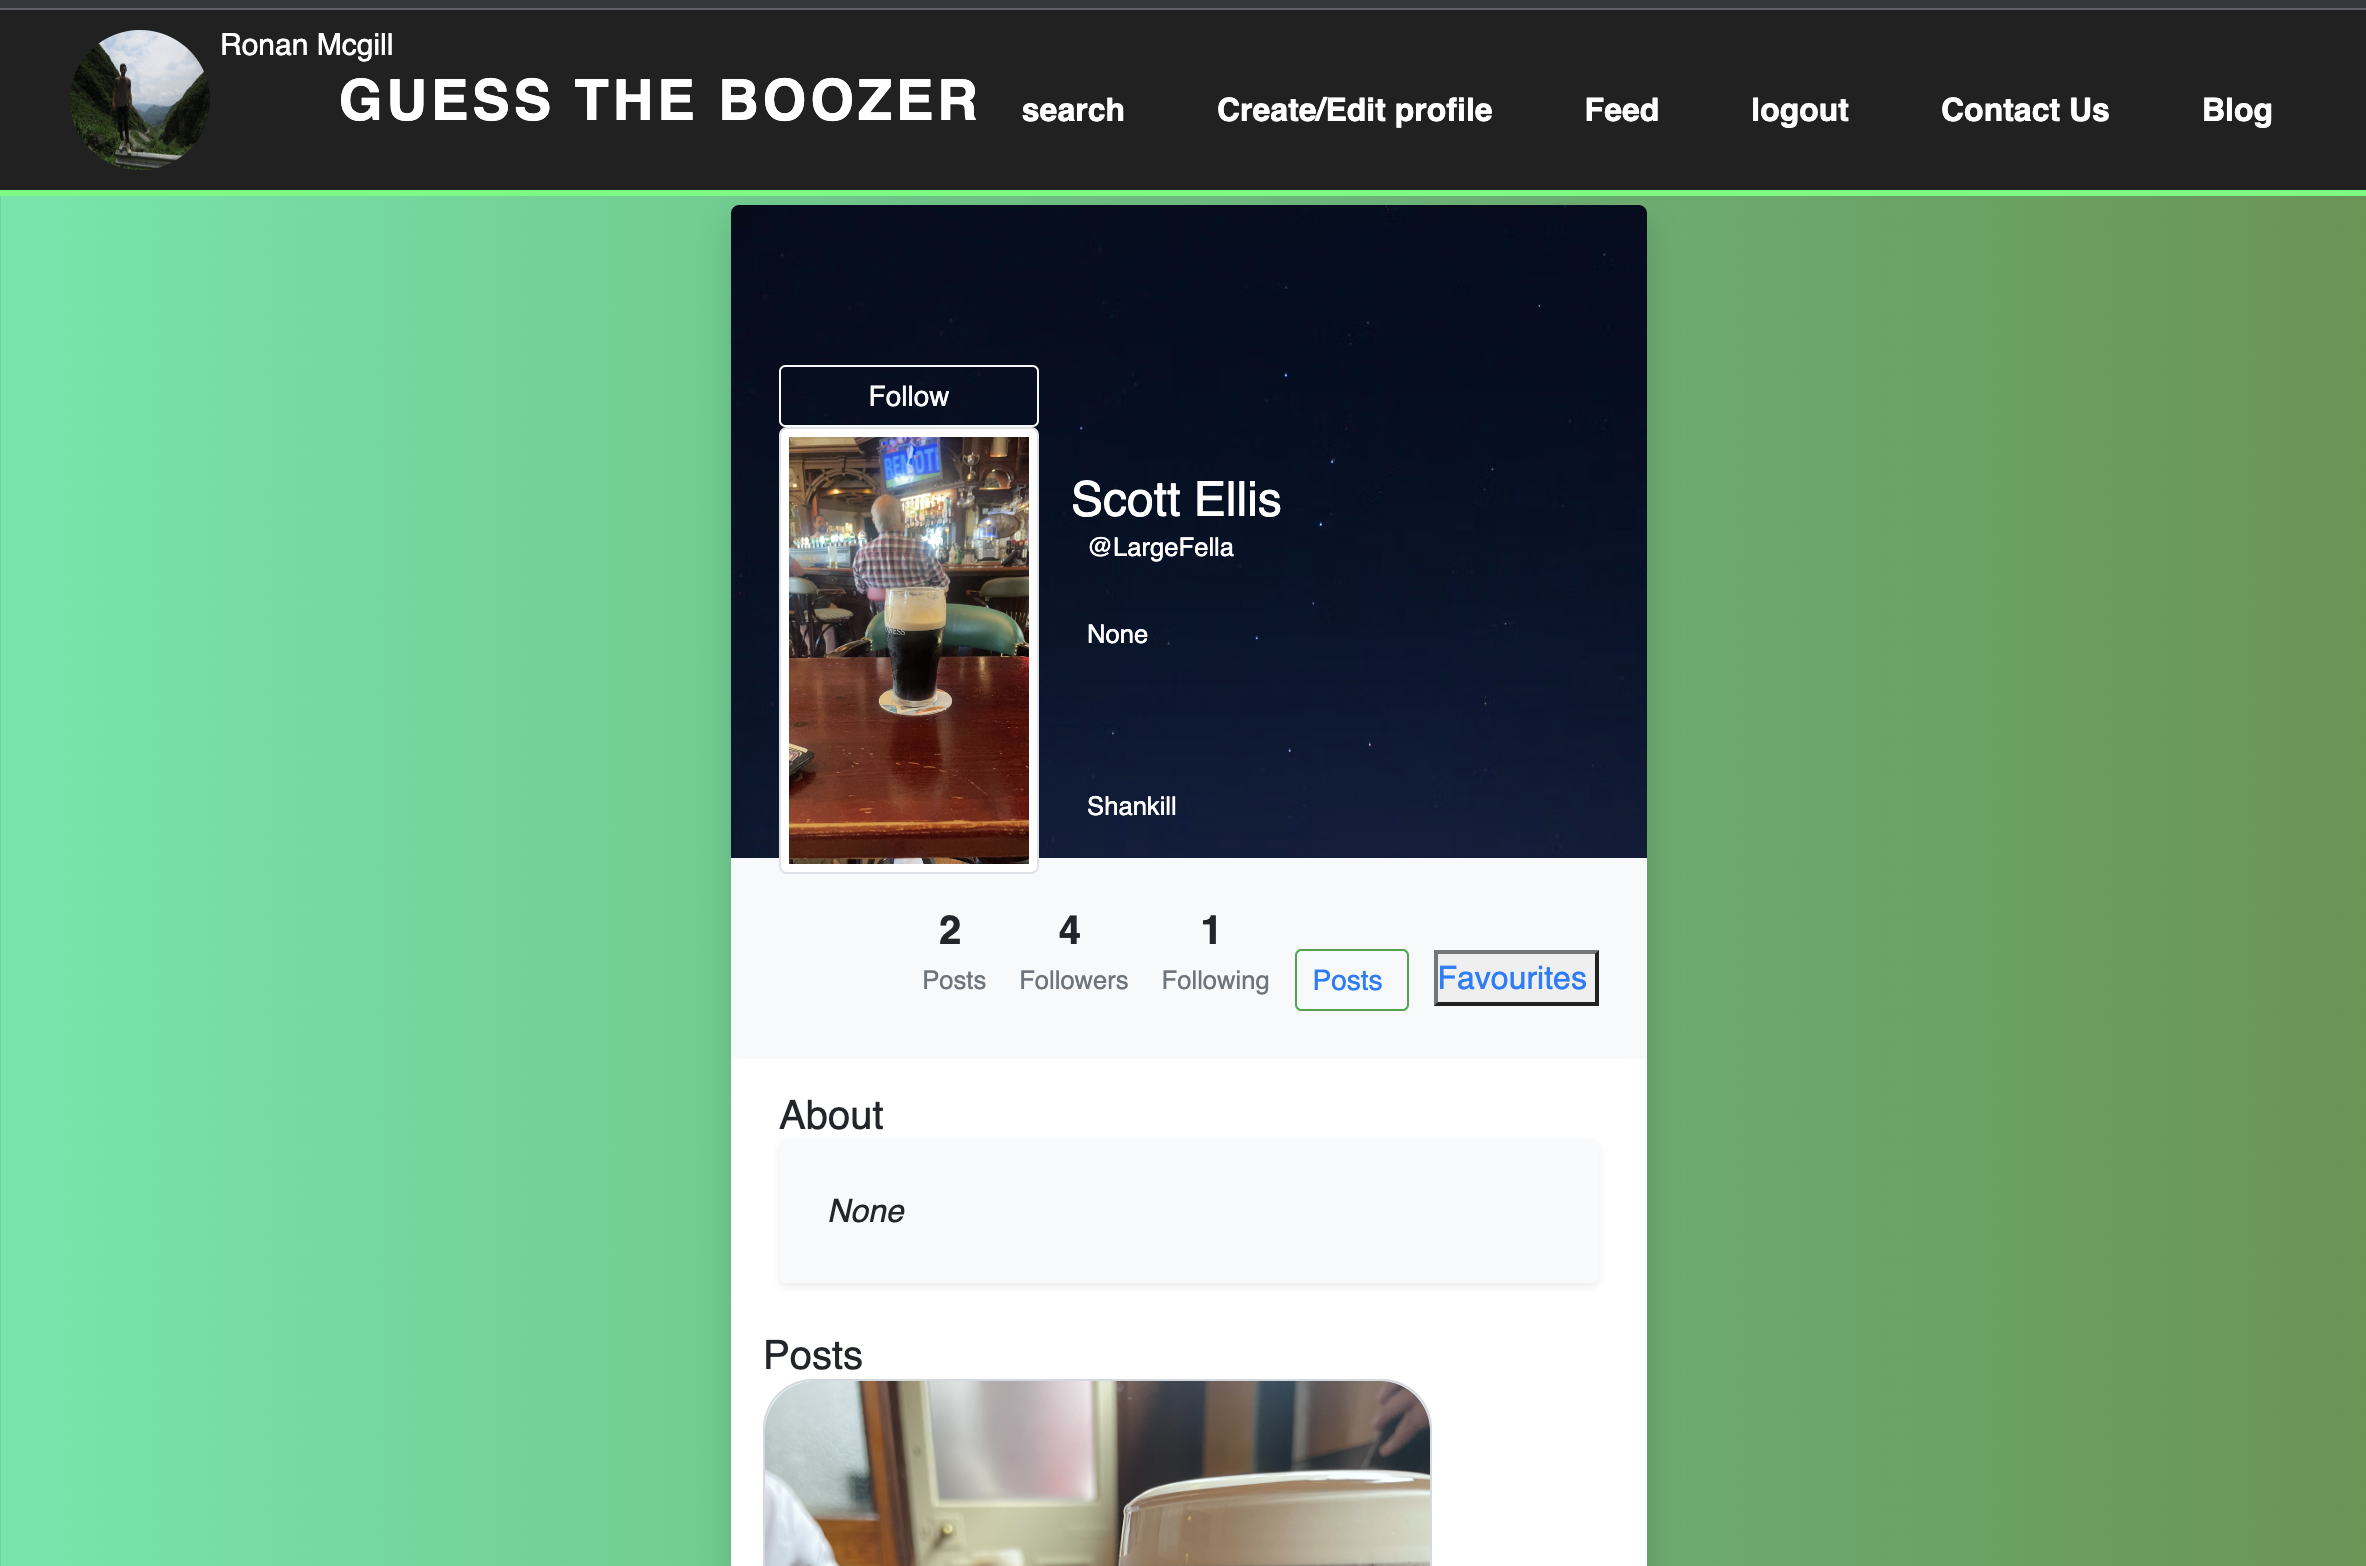 Ronan Mcgill
GUESS THE BOOZER
search
Create/Edit profile
Feed
logout
Contact Us
Blog
Follow
Scott Ellis
@LargeFella
None
Shankill
2
4
1
Posts
Followers
Following
Posts
Favourites
About
None
Posts